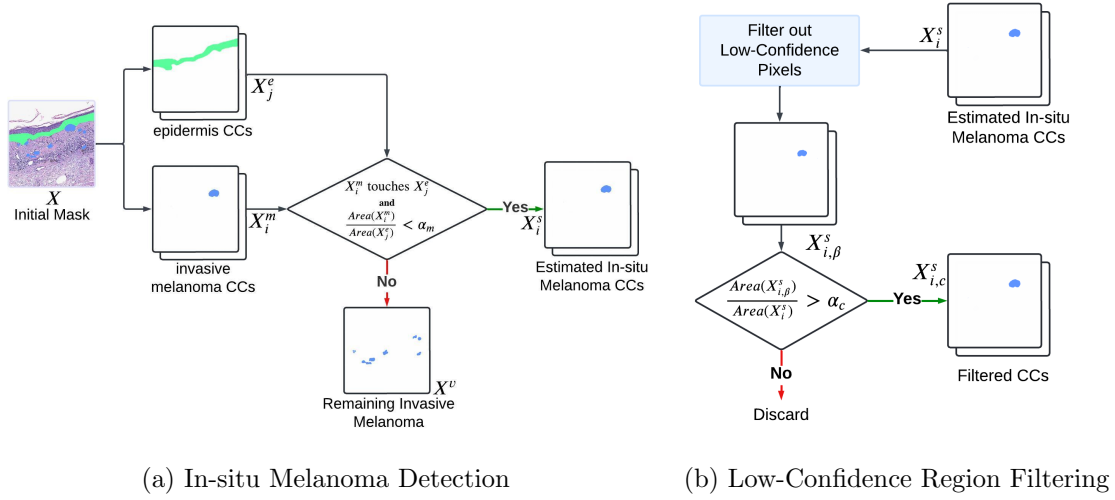 X_j^e
epidermis CCs
X
Initial Mask
X_i^m
invasive
melanoma CCs
X_i^m touches X_j^e
and
Area(X_i^m)
Area(X_j^e)
< α_m
Yes
X_i^s
Estimated In-situ
Melanoma CCs
No
X^v
Remaining Invasive
Melanoma
(a) In-situ Melanoma Detection
Filter out
Low-Confidence
Pixels
X_i^s
Estimated In-situ
Melanoma CCs
X_{i,β}^s
Area(X_{i,β}^s)
Area(X_i^s)
> α_c
Yes
X_{i,c}^s
Filtered CCs
No
Discard
(b) Low-Confidence Region Filtering